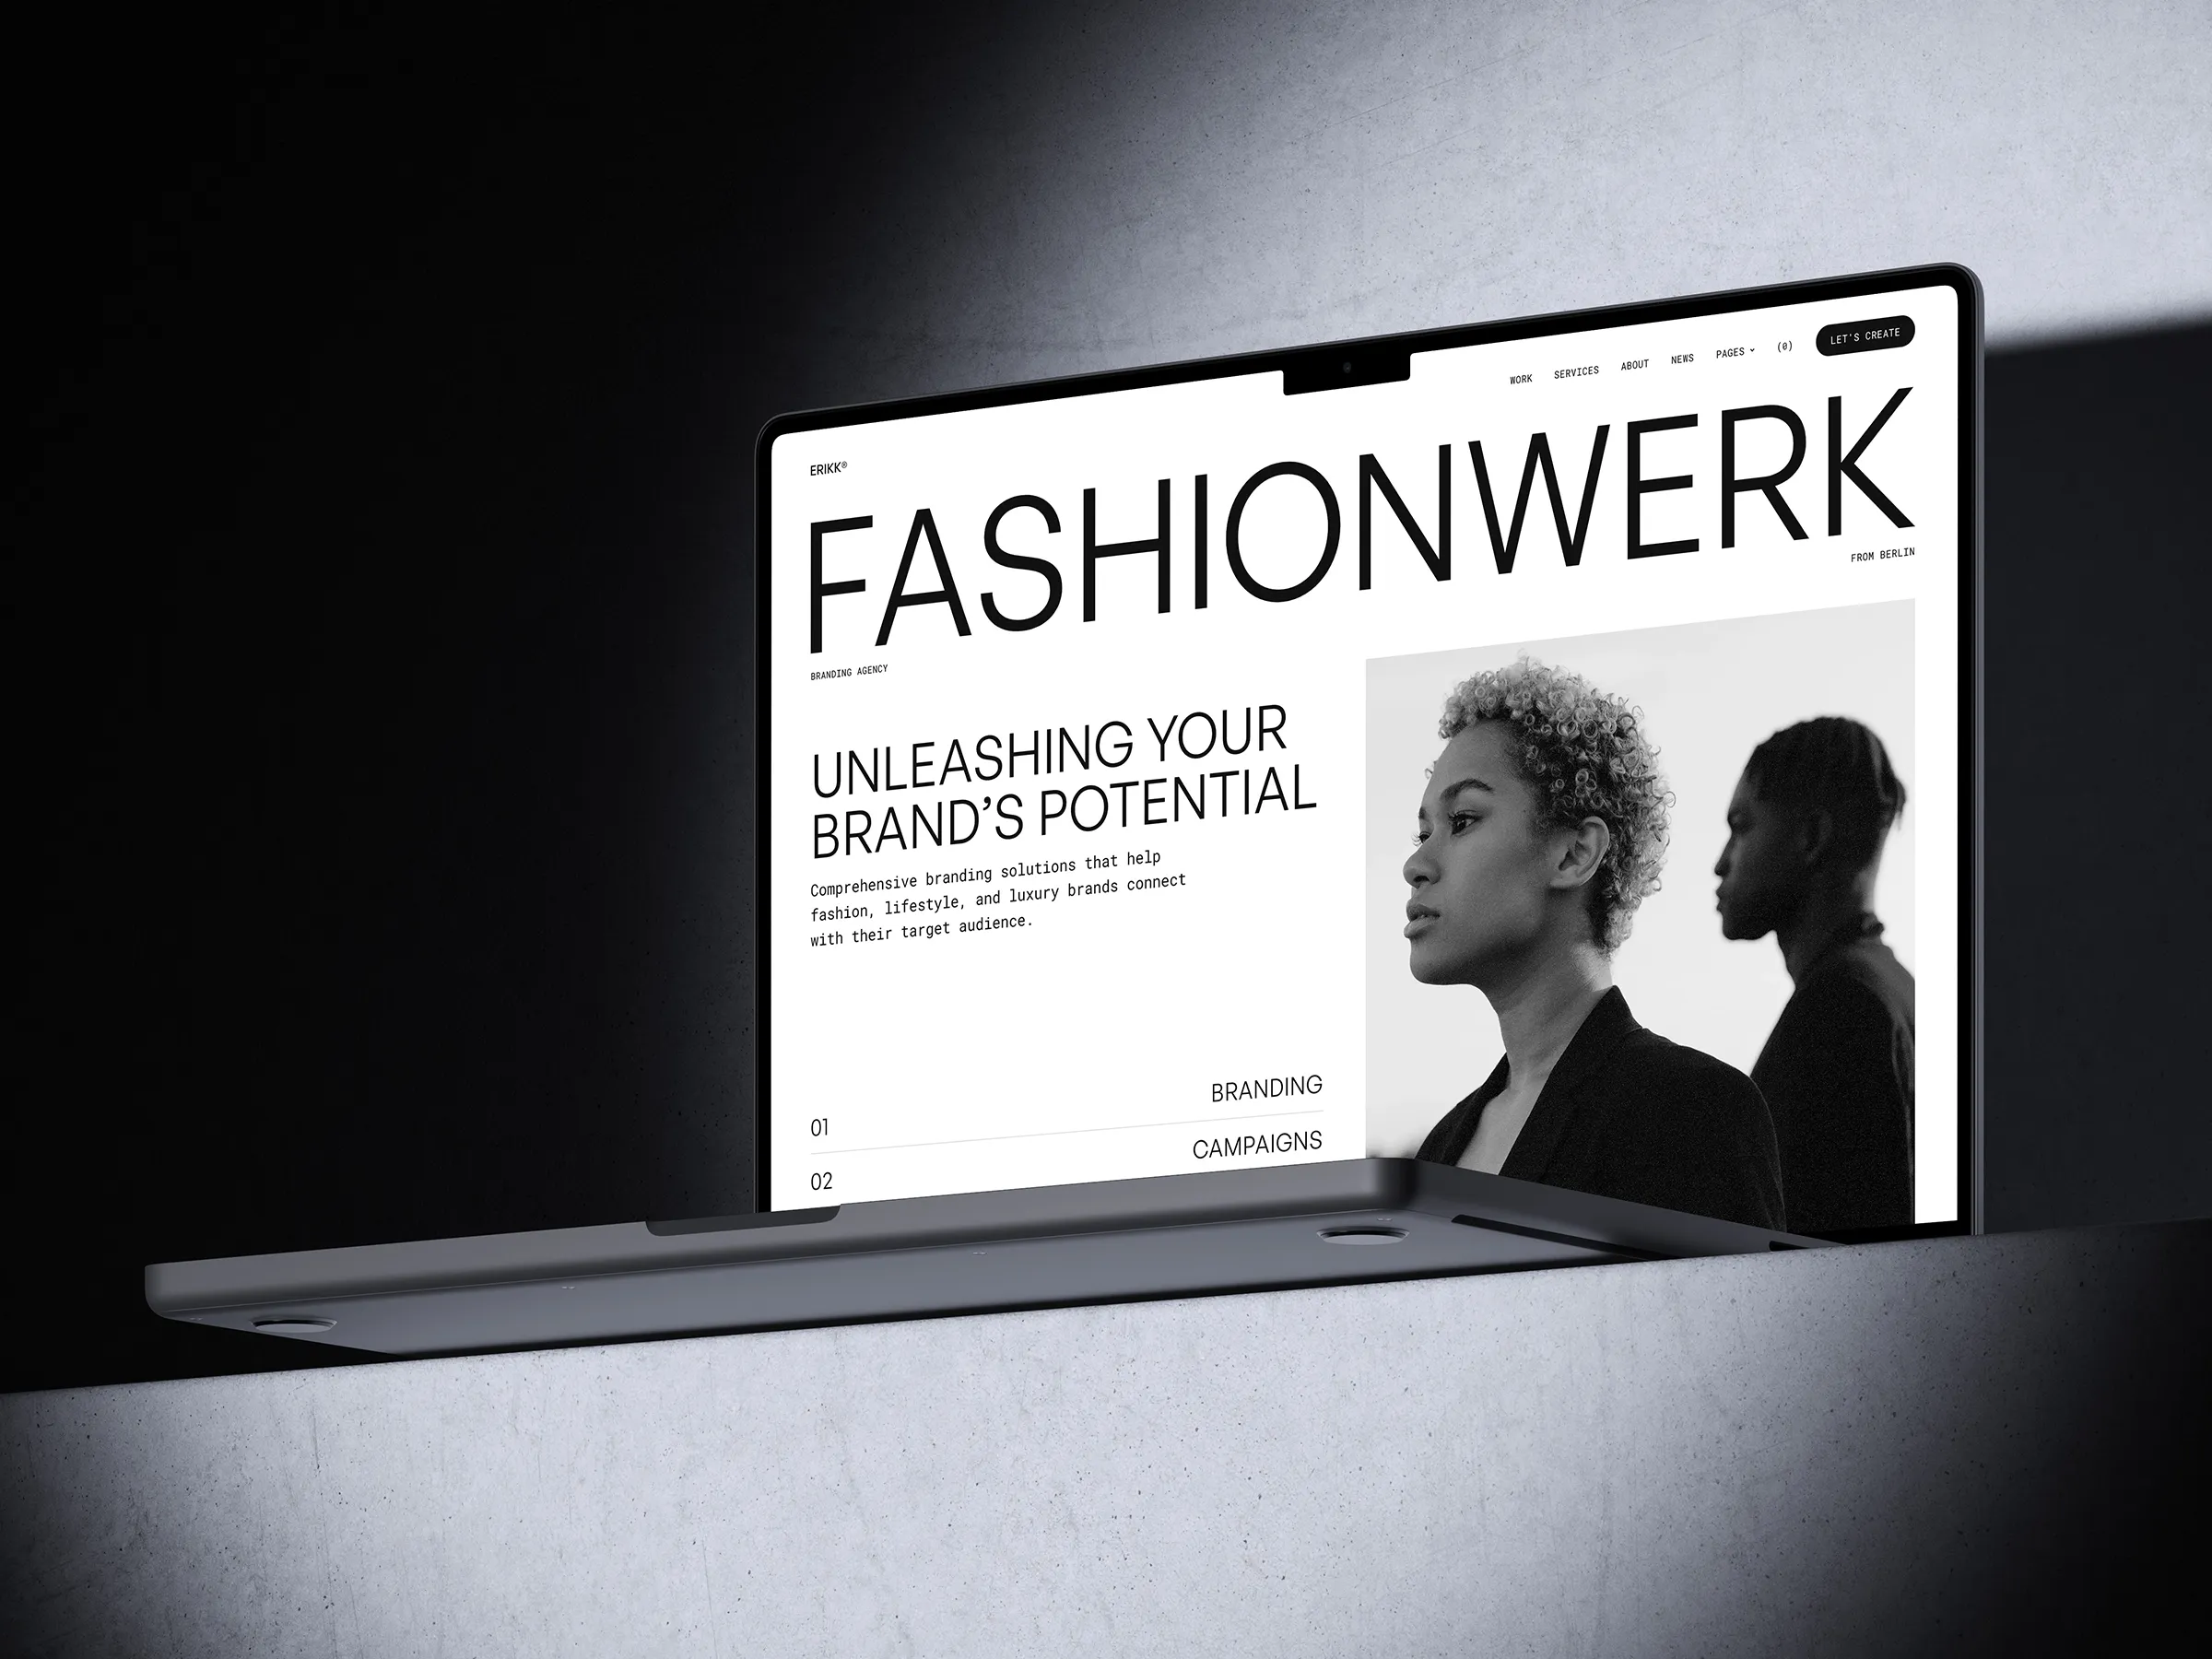 ERIKK®
WORK SERVICES ABOUT NEWS PAGES (0) LET'S CREATE
FASHIONWERK
BRANDING AGENCY
FROM BERLIN
UNLEASHING YOUR
BRAND’S POTENTIAL
Comprehensive branding solutions that help
fashion, lifestyle, and luxury brands connect
with their target audience.
01 BRANDING
02 CAMPAIGNS